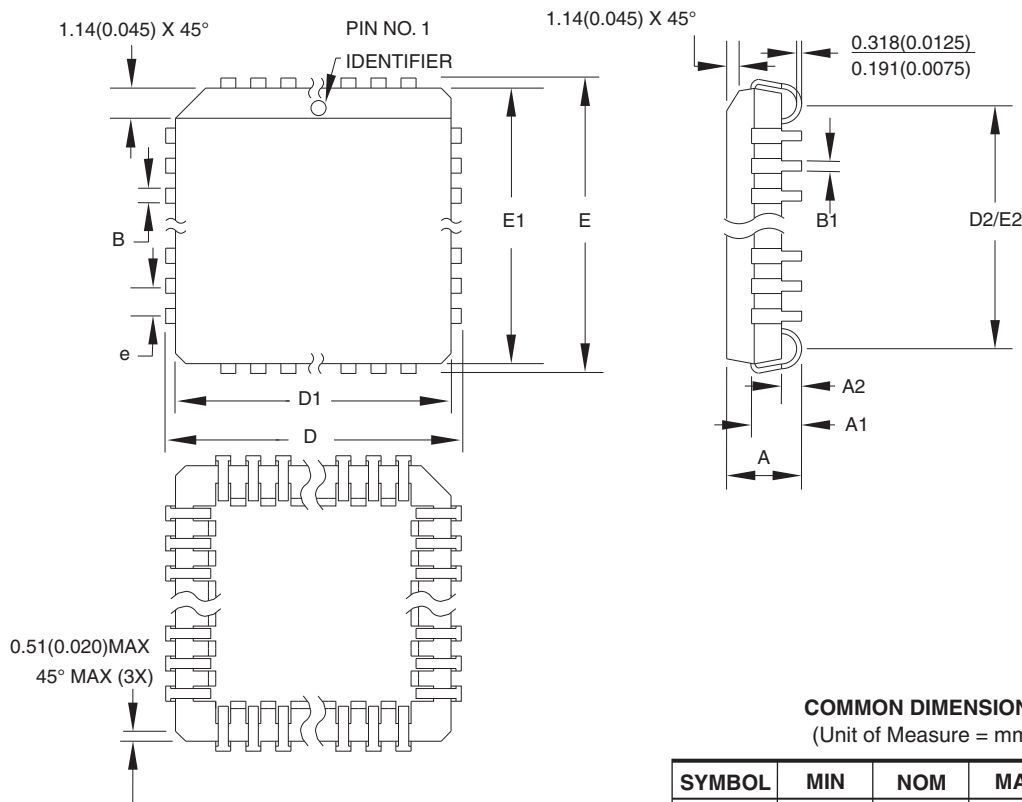 1.14(0.045) X 45°
PIN NO. 1
IDENTIFIER
1.14(0.045) X 45°
0.318(0.0125)
0.191(0.0075)
E1
E
B
e
B1
D2/E2
D1
D
A2
A1
A
0.51(0.020)MAX
45° MAX (3X)
COMMON DIMENSION
(Unit of Measure = mm
SYMBOL MIN NOM MA